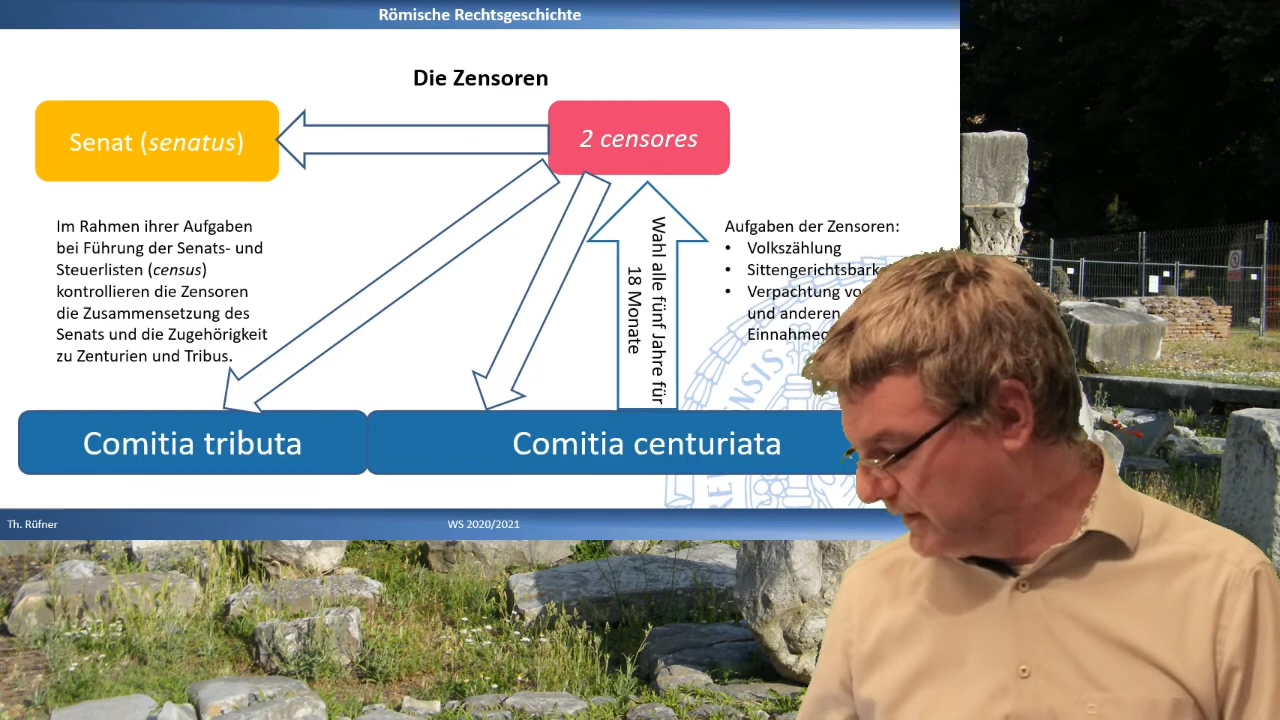 Römische Rechtsgeschichte
Die Zensoren
Senat (senatus)
2 censores
Im Rahmen ihrer Aufgaben
bei Führung der Senats- und
Steuerlisten (census)
kontrollieren die Zensoren
die Zusammensetzung des
Senats und die Zugehörigkeit
zu Zenturien und Tribus.
Wahl alle fünf Jahre für
18 Monate
Aufgaben der Zensoren:
• Volkszählung
• Sittengerichtsbark
• Verpachtung vo
und anderen
Einnahmeq
Comitia tributa
Comitia centuriata
Th. Rüfner
WS 2020/2021